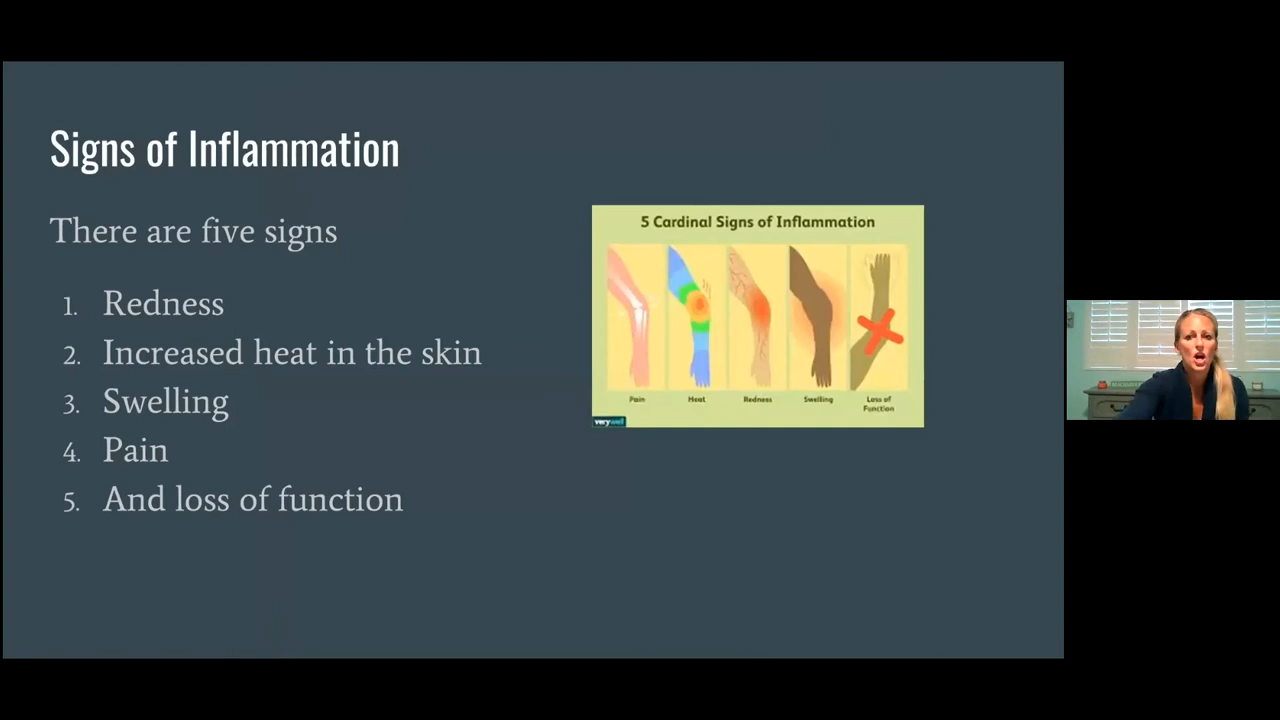 Signs of Inflammation
There are five signs
1. Redness
2. Increased heat in the skin
3. Swelling
4. Pain
5. And loss of function
5 Cardinal Signs of Inflammation
Pain
Heat
Redness
Swelling
Loss of
Function
verywell